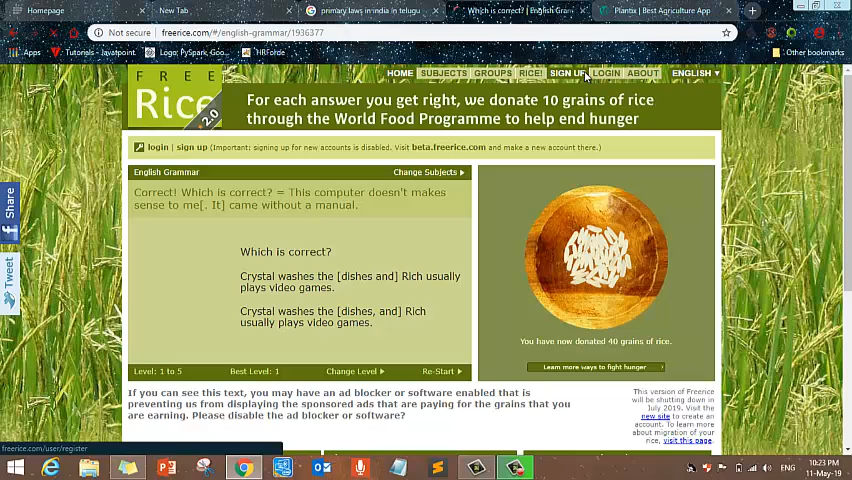 Homepage
New Tab
primary laws in india in telugu
Which is correct? | English Gra
Plantix | Best Agriculture App
Not secure | freerice.com/#/english-grammar/1936377
Apps
Tutorials - Javatpoint
Logo: PySpark, Goo
HRForde
Other bookmarks
HOME SUBJECTS GROUPS RICE! SIGN UP LOGIN ABOUT ENGLISH ▼
FREE
Rice
2.0
For each answer you get right, we donate 10 grains of rice
through the World Food Programme to help end hunger
login | sign up (Important: signing up for new accounts is disabled. Visit beta.freerice.com and make a new account there.)
English Grammar
Change Subjects
Correct! Which is correct? = This computer doesn't makes
sense to me[. It] came without a manual.
Which is correct?
Crystal washes the [dishes and] Rich usually
plays video games.
Crystal washes the [dishes, and] Rich
usually plays video games.
Level: 1 to 5
Best Level: 1
Change Level
Re-Start
You have now donated 40 grains of rice.
Learn more ways to fight hunger
Share
Tweet
If you can see this text, you may have an ad blocker or software enabled that is
preventing us from displaying the sponsored ads that are paying for the grains that you
are earning. Please disable the ad blocker or software?
This version of Freerice
will be shutting down in
July 2019. Visit the
new site to create an
account. To learn more
about migration of your
rice, visit this page.
freerice.com/user/register
ENG
10:23 PM
11-May-19